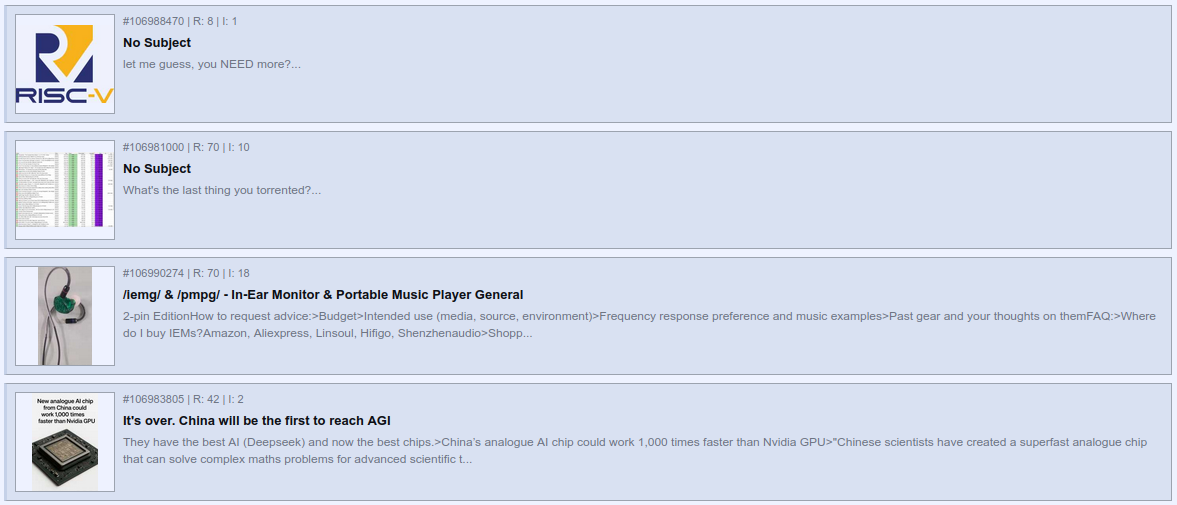 RISC-V
#106988470 | R: 8 | I: 1
No Subject
let me guess, you NEED more?...
#106981000 | R: 70 | I: 10
No Subject
What's the last thing you torrented?...
#106990274 | R: 70 | I: 18
/iemg/ & /pmpg/ - In-Ear Monitor & Portable Music Player General
2-pin EditionHow to request advice:>Budget>Intended use (media, source, environment)>Frequency response preference and music examples>Past gear and your thoughts on themFAQ:>Where
do I buy IEMs?Amazon, Aliexpress, Linsoul, Hifigo, Shenzhenaudio>Shopp...
New analogue AI chip
from China could
work 1,000 times
faster than Nvidia GPU
#106983805 | R: 42 | I: 2
It's over. China will be the first to reach AGI
They have the best AI (Deepseek) and now the best chips.>China's analogue AI chip could work 1,000 times faster than Nvidia GPU>"Chinese scientists have created a superfast analogue chip
that can solve complex maths problems for advanced scientific t...